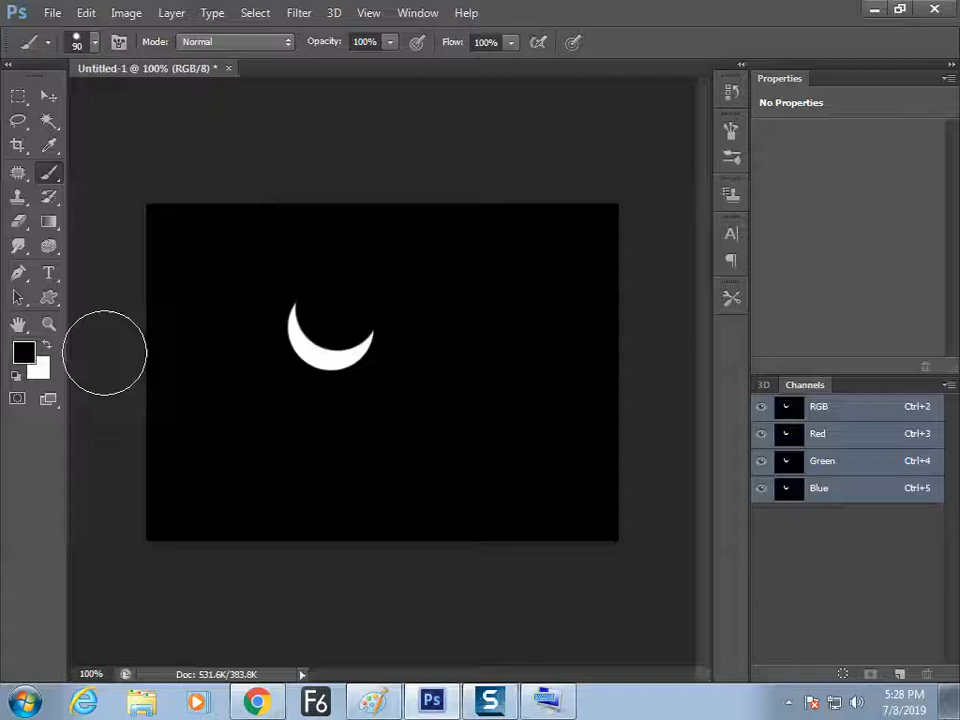 Ps File Edit Image Layer Type Select Filter 3D View Window Help
90 Mode: Normal Opacity: 100% Flow: 100%
Untitled-1 @ 100% (RGB/8) * ×
Properties
No Properties
3D Channels
RGB Ctrl+2
Red Ctrl+3
Green Ctrl+4
Blue Ctrl+5
100% Doc: 531.6K/383.8K
F6 Ps S
5:28 PM
7/8/2019